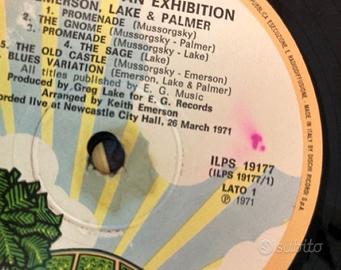 AN EXHIBITION
EMERSON, LAKE & PALMER
1. PROMENADE (Mussorgsky)
2. THE GNOME (Mussorgsky - Palmer)
3. PROMENADE (Mussorgsky - Lake)
4. THE SAGE (Lake)
5. THE OLD CASTLE (Mussorgsky - Emerson)
BLUES VARIATION (Emerson)
All titles published by E. G. Music
Produced by Greg Lake for E. G. Records
Arranged by Keith Emerson
recorded live at Newcastle City Hall, 26 March 1971
ILPS 19177
(ILPS 19177/1)
LATO 1
℗ 1971
MADE IN ITALY BY DISCHI RICORDI S.p.A.
subito